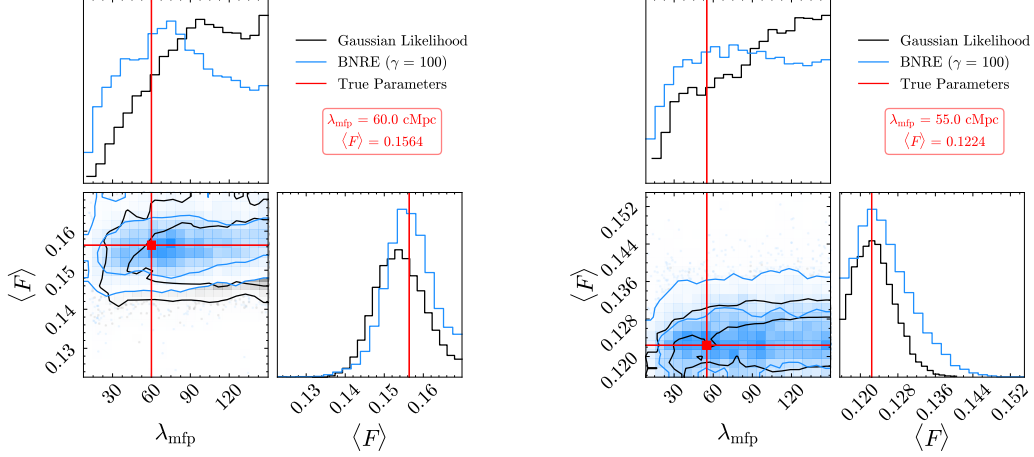 Gaussian Likelihood
BNRE (γ = 100)
True Parameters
λmfp = 60.0 cMpc
⟨F⟩ = 0.1564
0.16
0.15
0.14
0.13
⟨F⟩
30
60
90
120
λmfp
0.13
0.14
0.15
0.16
⟨F⟩
Gaussian Likelihood
BNRE (γ = 100)
True Parameters
λmfp = 55.0 cMpc
⟨F⟩ = 0.1224
0.152
0.144
0.136
0.128
0.120
⟨F⟩
30
60
90
120
λmfp
0.120
0.128
0.136
0.144
0.152
⟨F⟩